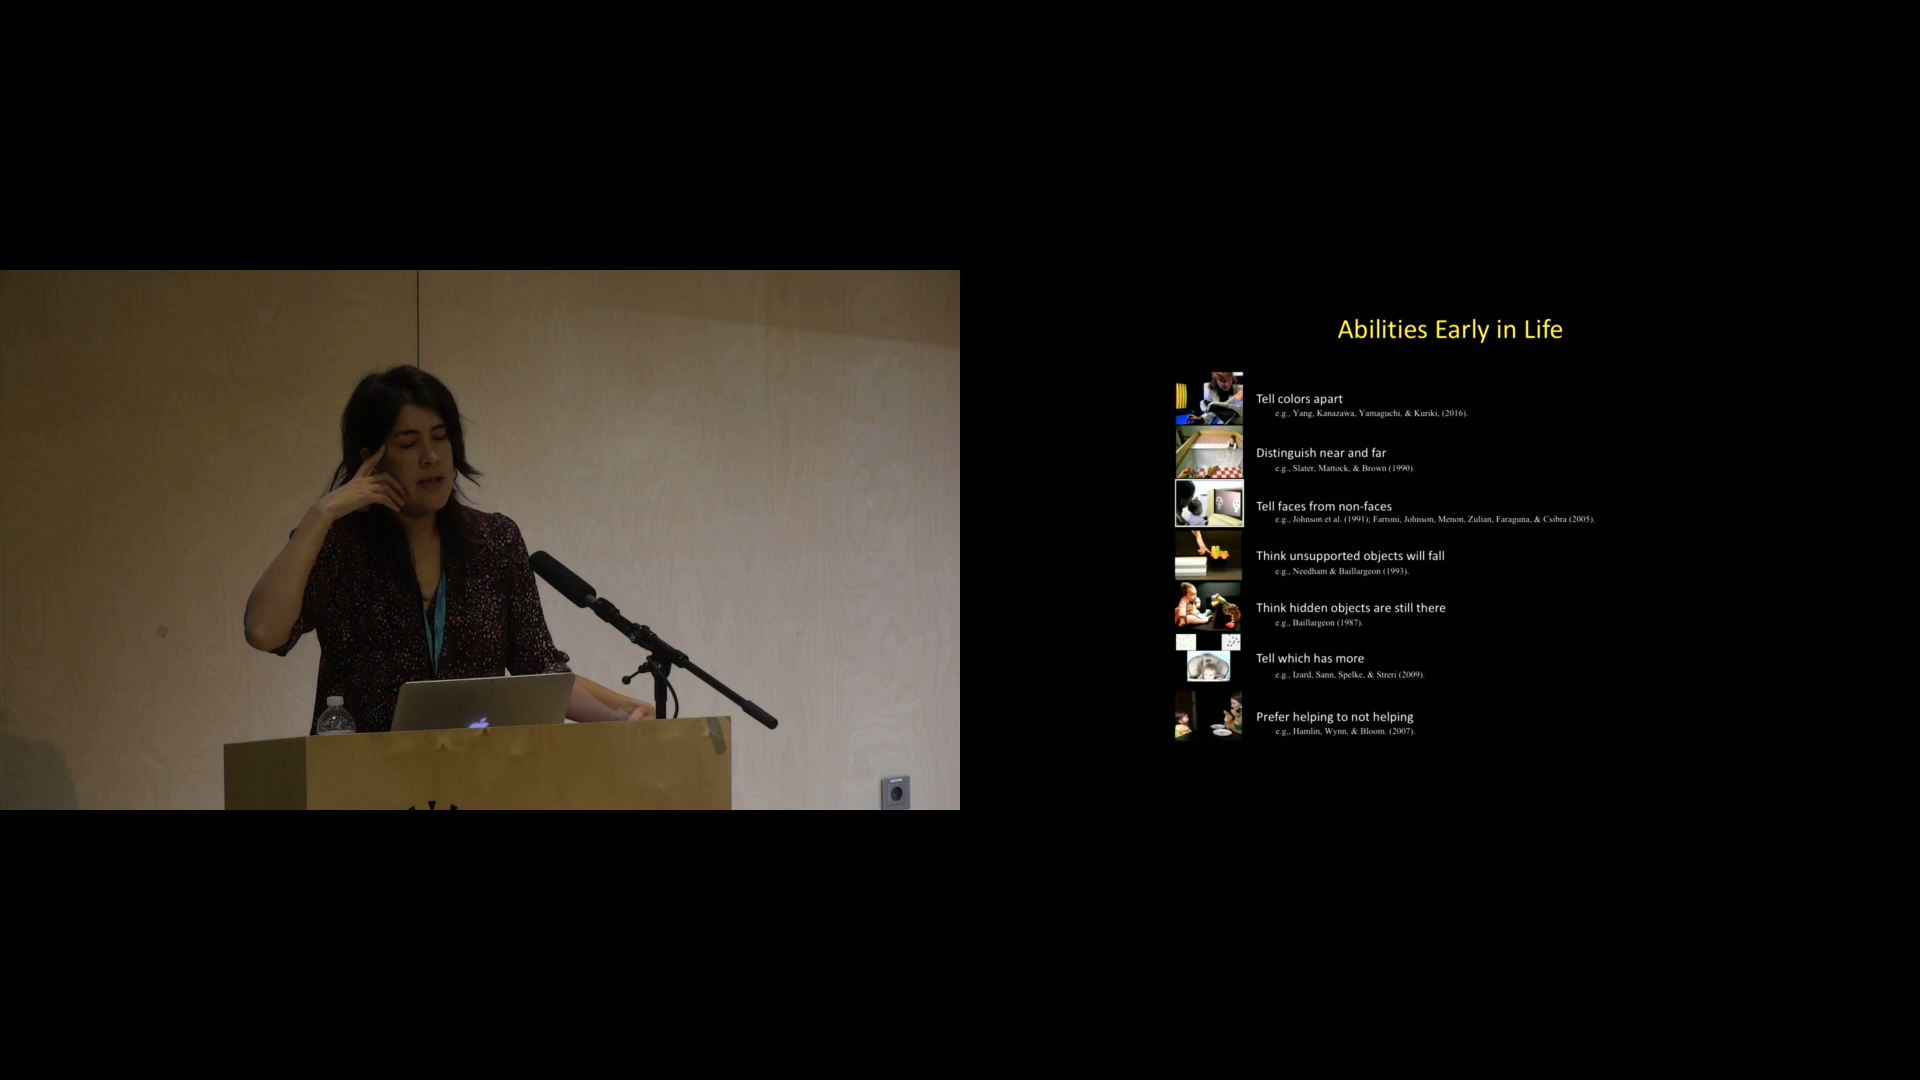 Abilities Early in Life
Tell colors apart
e.g., Yang, Kanazawa, Yamaguchi, & Kuriki, (2016).
Distinguish near and far
e.g., Slater, Mattock, & Brown (1990).
Tell faces from non-faces
e.g., Johnson et al. (1991); Farroni, Johnson, Menon, Zulian, Faraguna, & Csibra (2005).
Think unsupported objects will fall
e.g., Needham & Baillargeon (1993).
Think hidden objects are still there
e.g., Baillargeon (1987).
Tell which has more
e.g., Izard, Sann, Spelke, & Streri (2009).
Prefer helping to not helping
e.g,, Hamlin, Wynn, & Bloom. (2007).